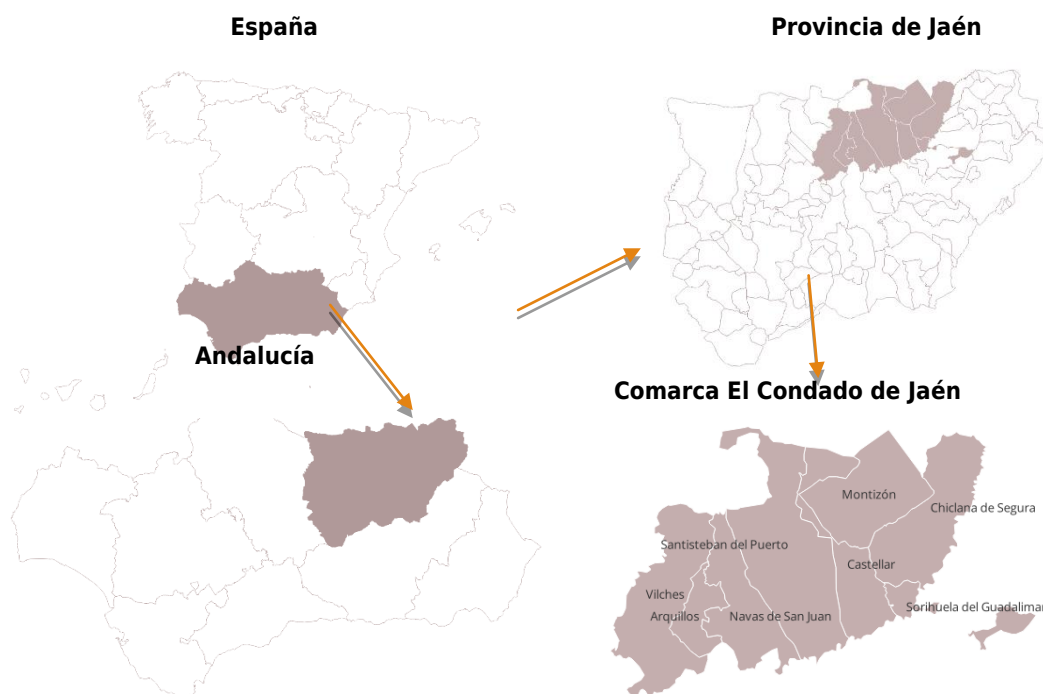 España
Provincia de Jaén
Andalucía
Comarca El Condado de Jaén
Montizón
Chiclana de Segura
Santisteban del Puerto
Castellar
Vilches
Sorihuela del Guadalimar
Arquillos
Navas de San Juan